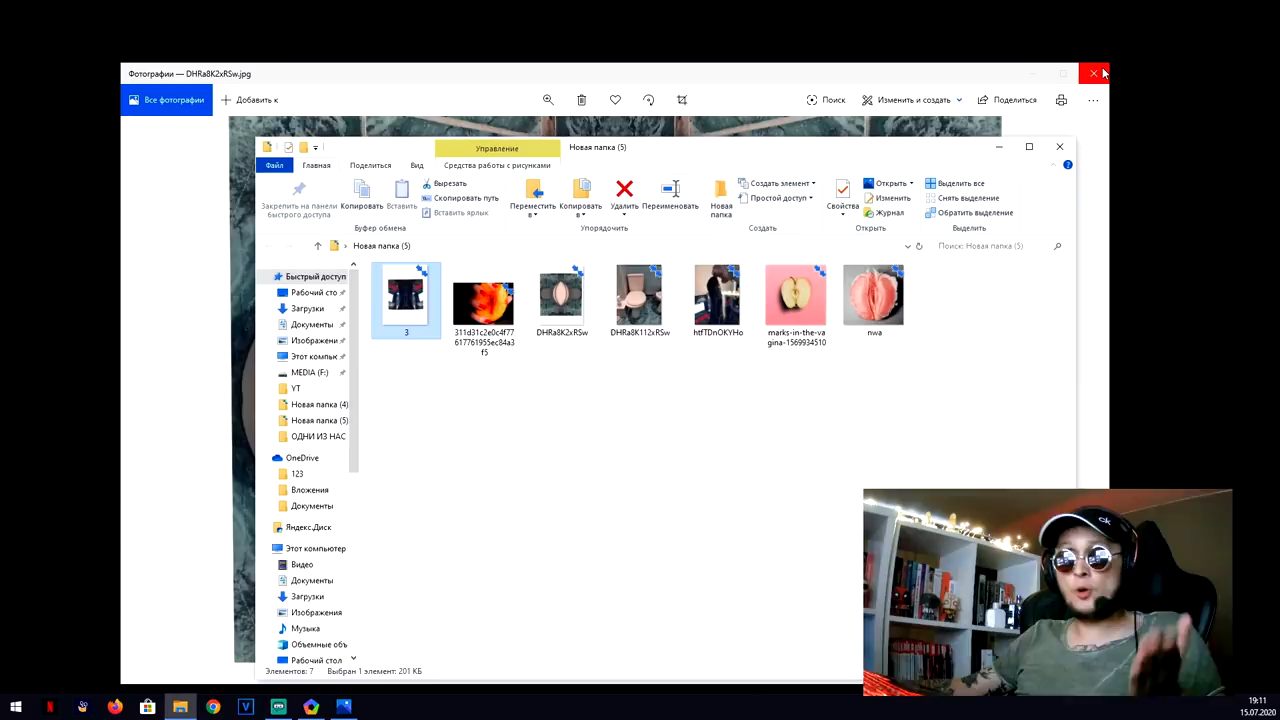 Фотографии — DHRa8K2xRSw.jpg
Все фотографии
Добавить к
Поиск
Изменить и создать
Поделиться
Управление
Новая папка (5)
Файл
Главная
Поделиться
Вид
Средства работы с рисунками
Закрепить на панели
быстрого доступа
Копировать
Вставить
Вырезать
Скопировать путь
Вставить ярлык
Переместить
в
Копировать
в
Удалить
Переименовать
Новая
папка
Создать элемент
Простой доступ
Свойства
Открыть
Изменить
Журнал
Выделить все
Снять выделение
Обратить выделение
Буфер обмена
Упорядочить
Создать
Открыть
Выделить
Новая папка (5)
Поиск: Новая папка (5)
Быстрый доступ
Рабочий сто
Загрузки
Документы
Изображени
Этот компьк
MEDIA (F:)
YT
Новая папка (4)
Новая папка (5)
ОДНИ ИЗ НАС
OneDrive
123
Вложения
Документы
Яндекс.Диск
Этот компьютер
Видео
Документы
Загрузки
Изображения
Музыка
Объемные объ
Рабочий стол
3
311d31c2e0c4f77
617761955ec84a3
f5
DHRa8K2xRSw
DHRa8K112xRSw
htfTDnOKYHo
marks-in-the-va
gina-1569934510
nwa
Элементов: 7
Выбран 1 элемент: 201 КБ
19:11
15.07.2020